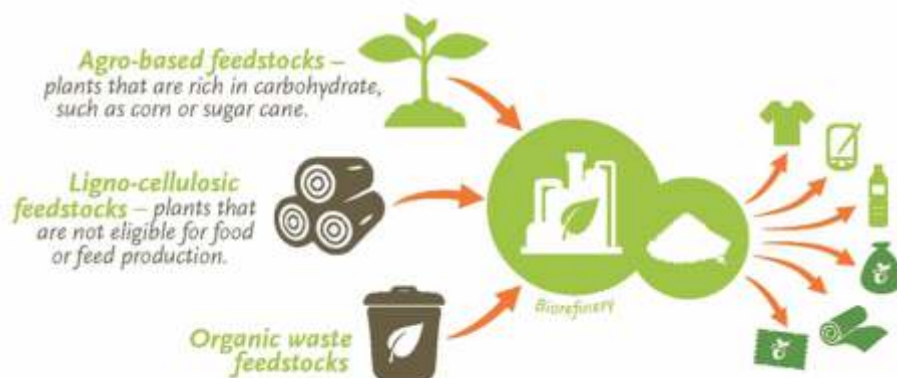 Agro-based feedstocks –
plants that are rich in carbohydrate,
such as corn or sugar cane.
Ligno-cellulosic
feedstocks – plants that
are not eligible for food
or feed production.
Biorefinery
Organic waste
feedstocks